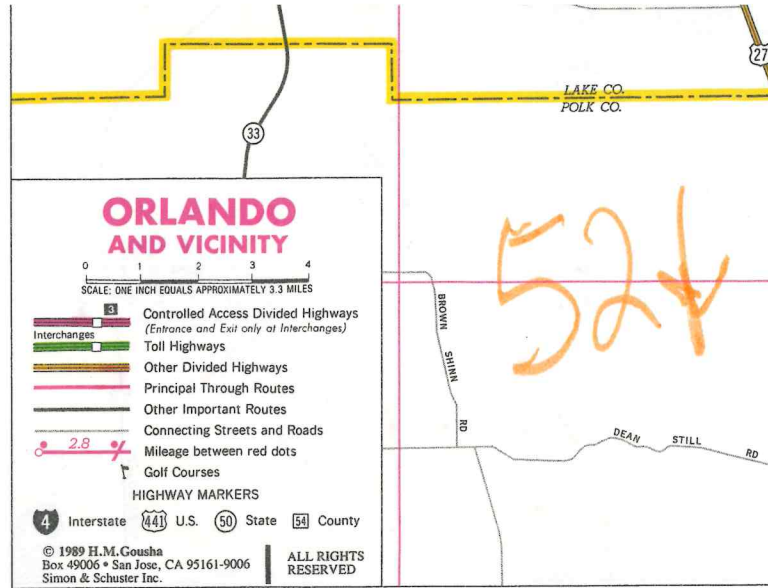 27
LAKE CO.
POLK CO.
33
52
ORLANDO
AND VICINITY
0 1 2 3 4
SCALE: ONE INCH EQUALS APPROXIMATELY 3.3 MILES
3
Controlled Access Divided Highways
(Entrance and Exit only at Interchanges)
Interchanges
Toll Highways
Other Divided Highways
Principal Through Routes
Other Important Routes
Connecting Streets and Roads
2.8 Mileage between red dots
Golf Courses
HIGHWAY MARKERS
4 Interstate 441 U.S. 50 State 54 County
© 1989 H.M.Gousha
Box 49006 • San Jose, CA 95161-9006
Simon & Schuster Inc.
ALL RIGHTS
RESERVED
BROWN SHINN RD
DEAN STILL RD